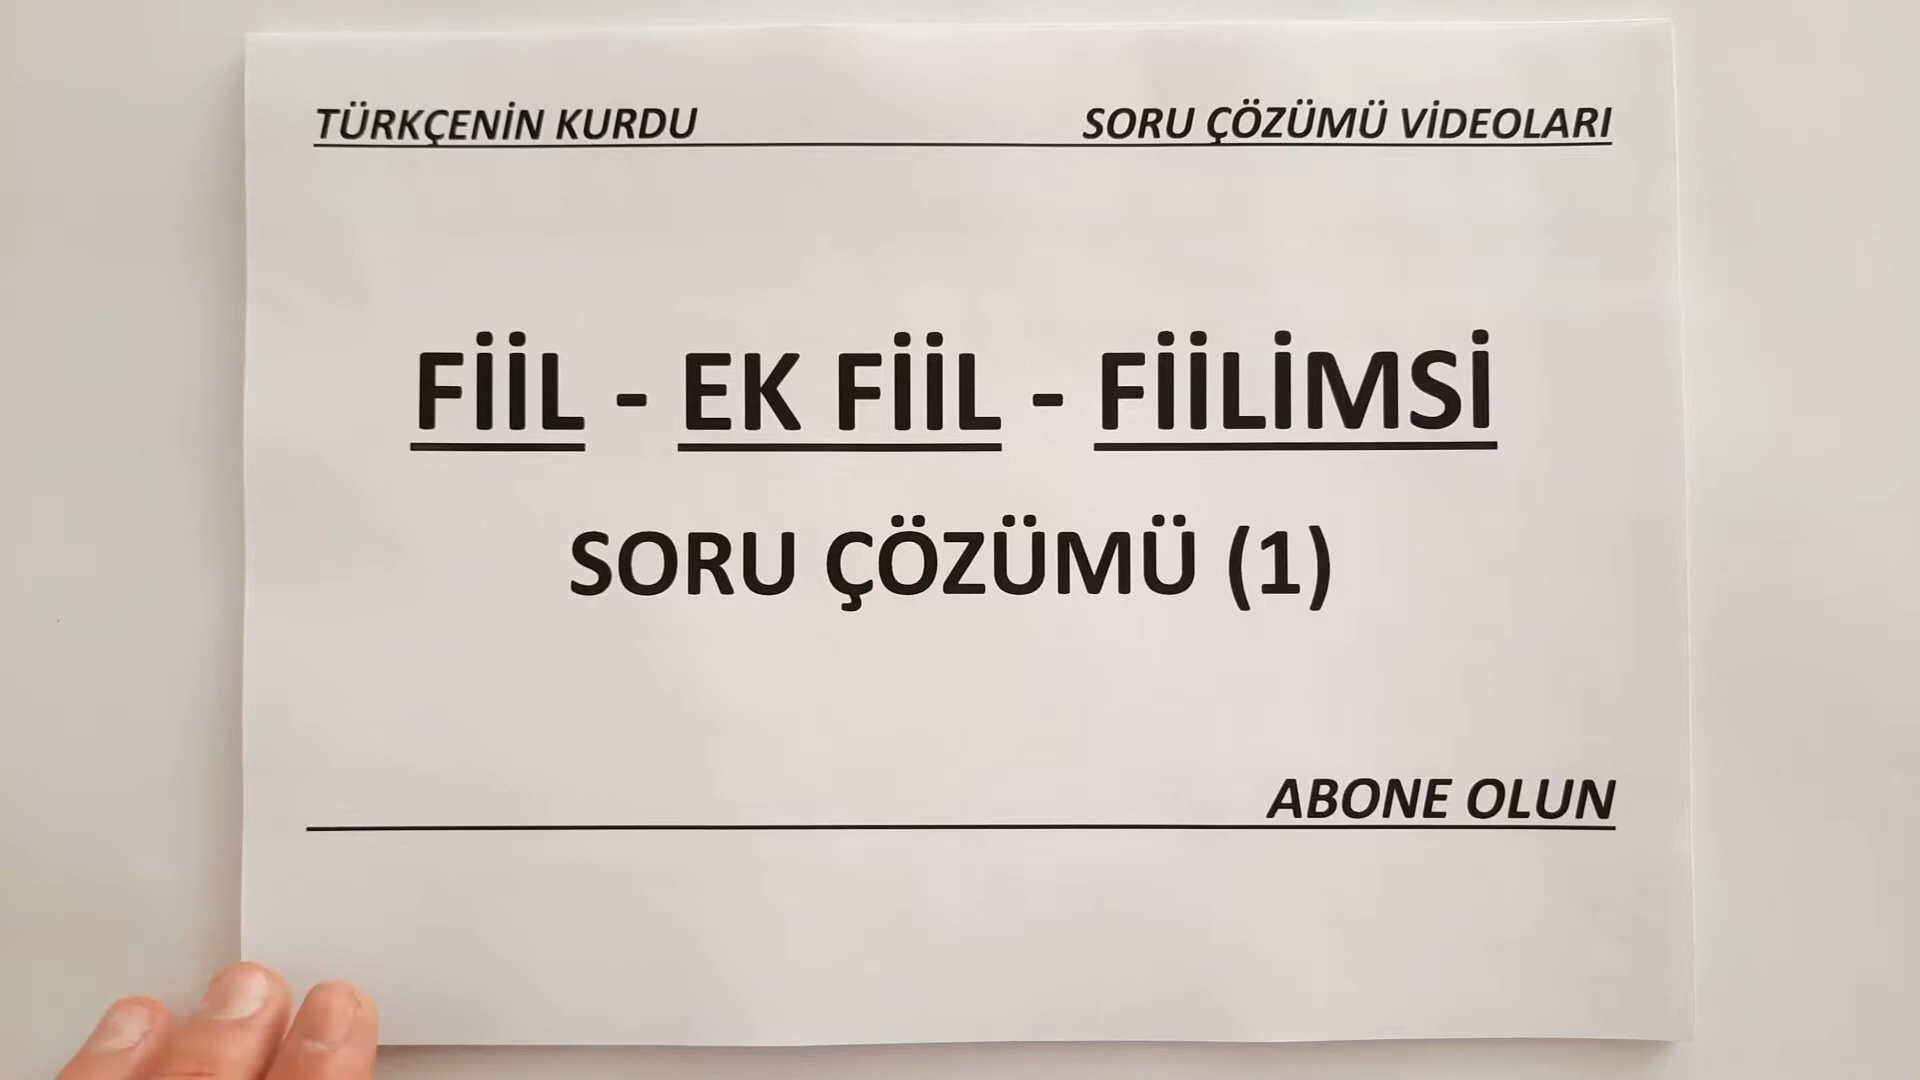 TÜRKÇENİN KURDU SORU ÇÖZÜMÜ VİDEOLARI
FİİL - EK FİİL - FİİLİMSİ
SORU ÇÖZÜMÜ (1)
ABONE OLUN